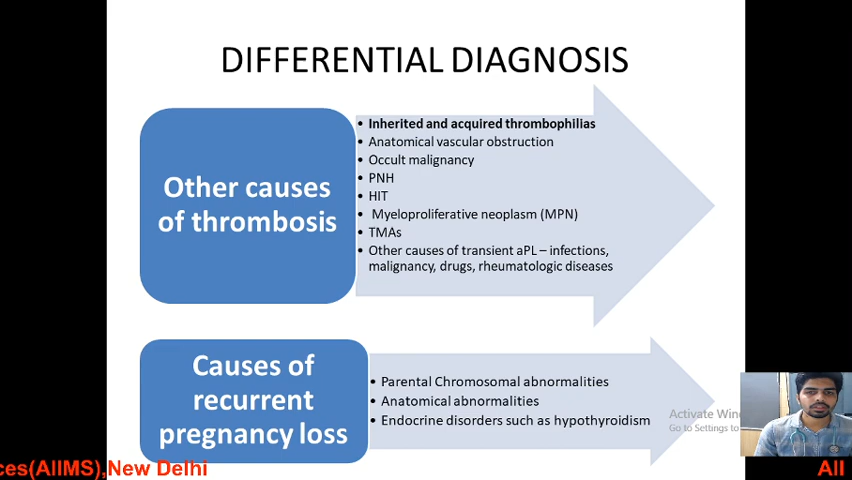 DIFFERENTIAL DIAGNOSIS
Other causes
of thrombosis
• Inherited and acquired thrombophilias
• Anatomical vascular obstruction
• Occult malignancy
• PNH
• HIT
• Myeloproliferative neoplasm (MPN)
• TMAs
• Other causes of transient aPL – infections,
malignancy, drugs, rheumatologic diseases
Causes of
recurrent
pregnancy loss
• Parental Chromosomal abnormalities
• Anatomical abnormalities
• Endocrine disorders such as hypothyroidism
Activate Wind
Go to Settings to
ces(AIIMS),New Delhi
All